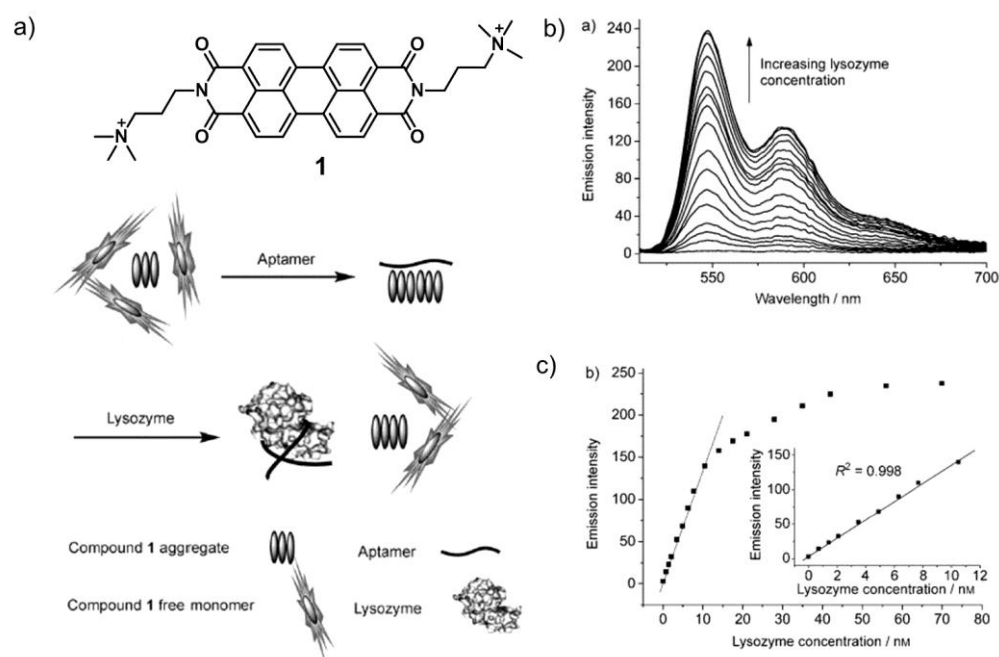 a)
O
O
N
N
O
O
N
+
N
+
1
Aptamer
Lysozyme
Compound 1 aggregate
Aptamer
Compound 1 free monomer
Lysozyme
b)
a)
Increasing lysozyme
concentration
Emission intensity
240
200
160
120
80
40
0
550
600
650
700
Wavelength / nm
c)
b)
Emission intensity
250
200
150
100
50
0
0
10
20
30
40
50
60
70
80
Lysozyme concentration / nM
R² = 0.998
Emission intensity
150
100
50
0
0
2
4
6
8
10
12
Lysozyme concentration / nM